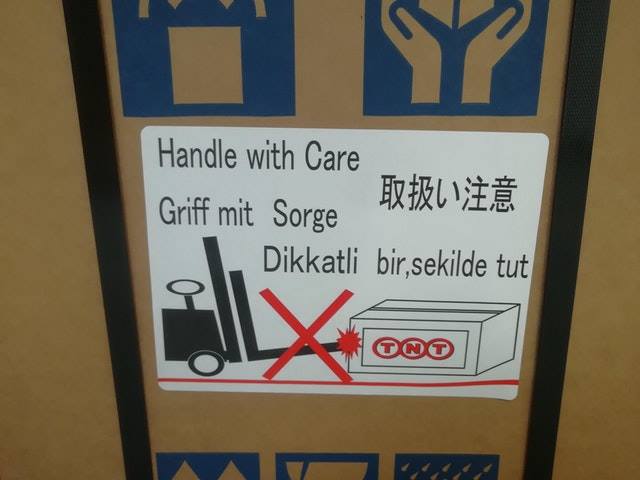 Handle with Care
取扱い注意
Griff mit Sorge
Dikkatli bir,sekilde tut
TNT